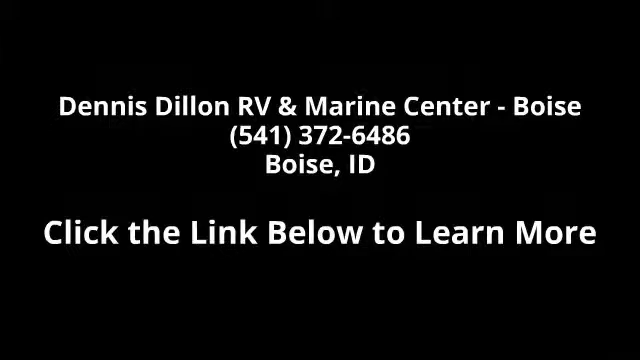 Dennis Dillon RV & Marine Center - Boise
(541) 372-6486
Boise, ID
Click the Link Below to Learn More